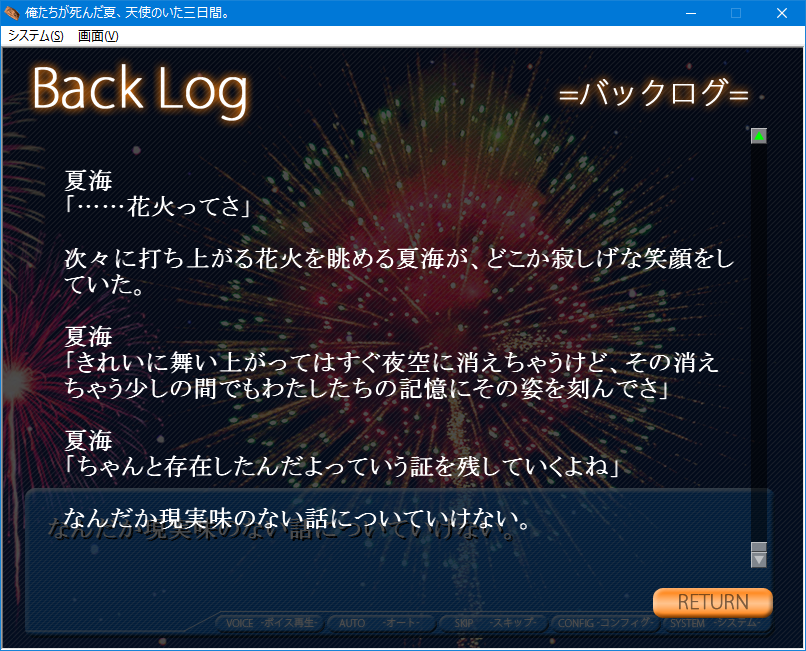 俺たちが死んだ夏、天使のいた三日間。
システム(S) 画面(V)
Back Log
=バックログ=
夏海
「……花火ってさ」
次々に打ち上がる花火を眺める夏海が、どこか寂しげな笑顔をし
ていた。
夏海
「きれいに舞い上がってはすぐ夜空に消えちゃうけど、その消え
ちゃう少しの間でもわたしたちの記憶にその姿を刻んでさ」
夏海
「ちゃんと存在したんだよっていう証を残していくよね」
なんだか現実味のない話についていけない。
なんだか現実味のない話についていけない。
RETURN
VOICE -ボイス再生- AUTO -オート- SKIP -スキップ- CONFIG -コンフィグ- SYSTEM -システム-